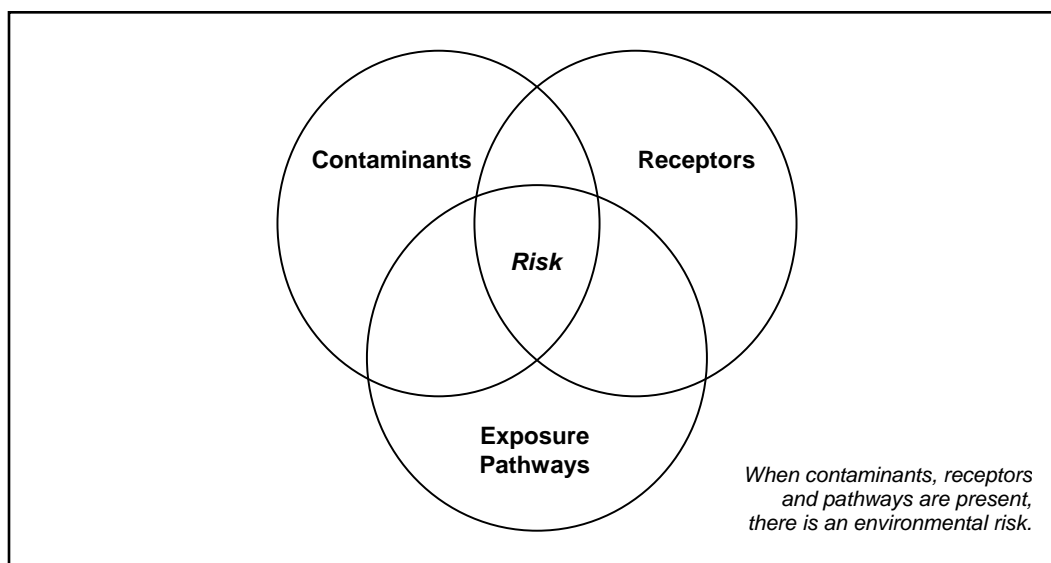 Contaminants
Receptors
Risk
Exposure
Pathways
When contaminants, receptors
and pathways are present,
there is an environmental risk.